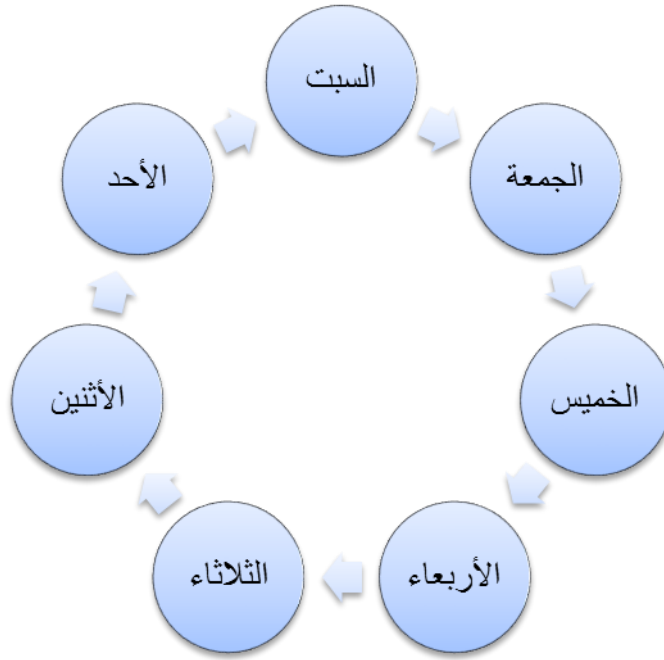 السبت
الجمعة
الخميس
الأربعاء
الثلاثاء
الأثنين
الأحد